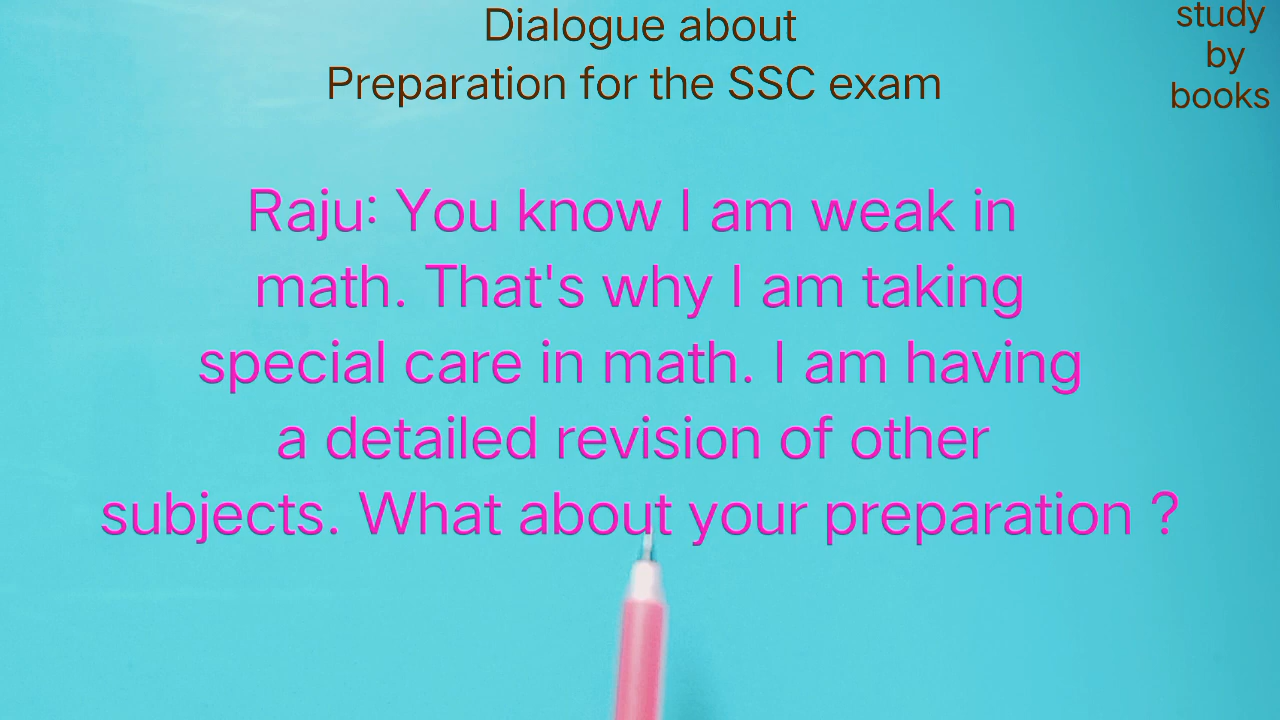 Dialogue about
Preparation for the SSC exam
study
by
books
Raju: You know I am weak in
math. That's why I am taking
special care in math. I am having
a detailed revision of other
subjects. What about your preparation ?